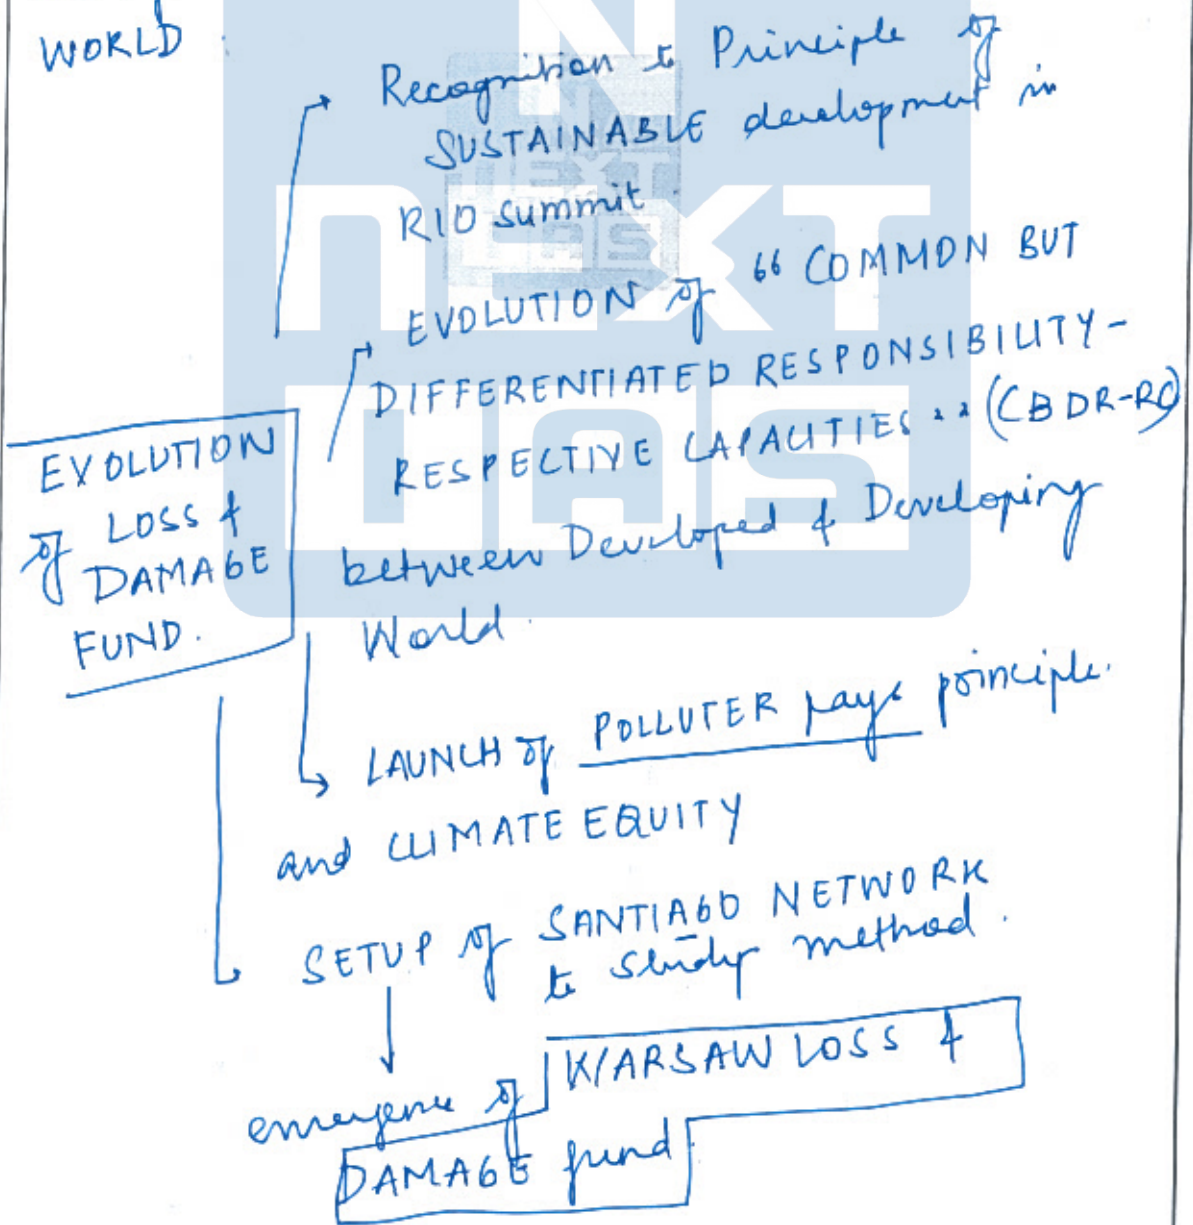 WORLD
Recognition to Principle of
SUSTAINABLE development in
RIO summit.
EVOLUTION of "COMMON BUT
DIFFERENTIATED RESPONSIBILITY-
RESPECTIVE CAPACITIES" (CBDR-RC)
between Developed & Developing
World.
EVOLUTION
of LOSS &
DAMAGE
FUND.
LAUNCH of POLLUTER pays principle.
and CLIMATE EQUITY
SETUP of SANTIAGO NETWORK
to study method.
emergence of WARSAW LOSS &
DAMAGE fund
NEXT
IAS